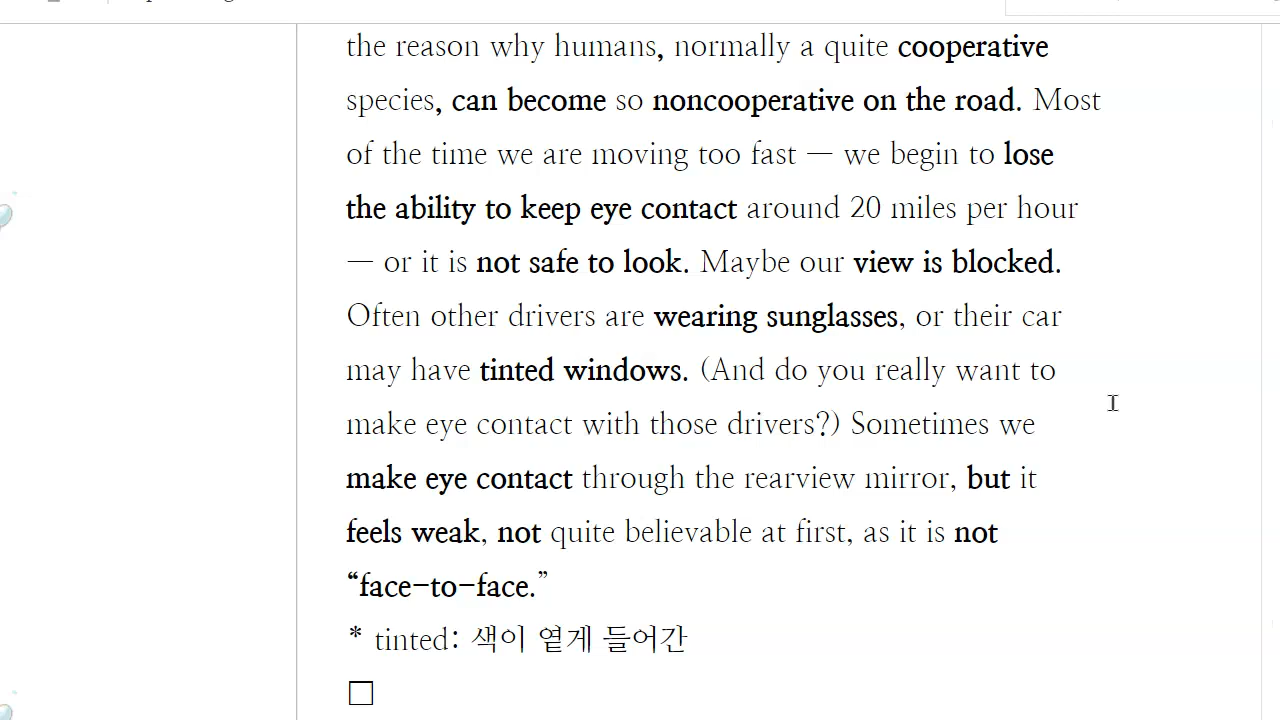 the reason why humans, normally a quite cooperative
species, can become so noncooperative on the road. Most
of the time we are moving too fast — we begin to lose
the ability to keep eye contact around 20 miles per hour
— or it is not safe to look. Maybe our view is blocked.
Often other drivers are wearing sunglasses, or their car
may have tinted windows. (And do you really want to
make eye contact with those drivers?) Sometimes we
make eye contact through the rearview mirror, but it
feels weak, not quite believable at first, as it is not
“face-to-face.”
* tinted: 색이 옅게 들어간